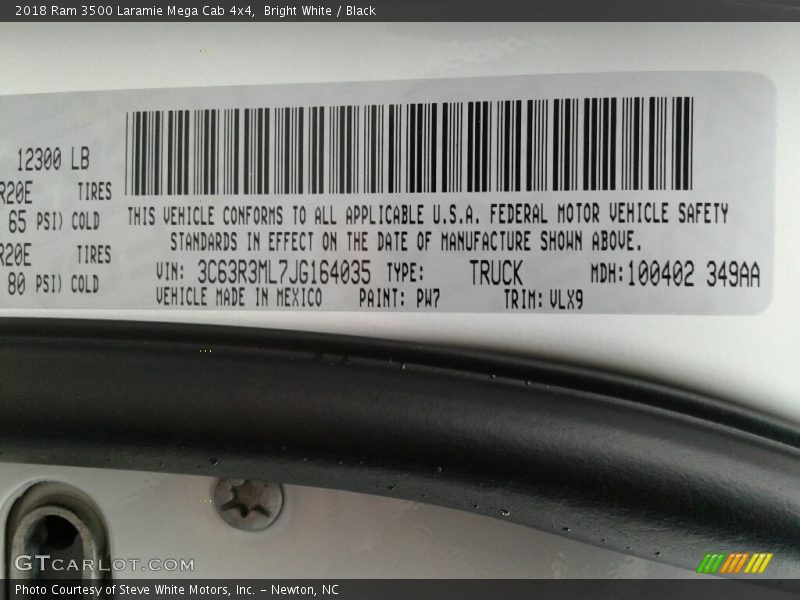 2018 Ram 3500 Laramie Mega Cab 4x4, Bright White / Black
12300 LB
R20E TIRES
65 PSI) COLD
R20E TIRES
80 PSI) COLD
THIS VEHICLE CONFORMS TO ALL APPLICABLE U.S.A. FEDERAL MOTOR VEHICLE SAFETY
STANDARDS IN EFFECT ON THE DATE OF MANUFACTURE SHOWN ABOVE.
VIN: 3C63R3ML7JG164035 TYPE: TRUCK MDH:100402 349AA
VEHICLE MADE IN MEXICO PAINT: PW7 TRIM: VLX9
GTCARLOT.COM
Photo Courtesy of Steve White Motors, Inc. – Newton, NC